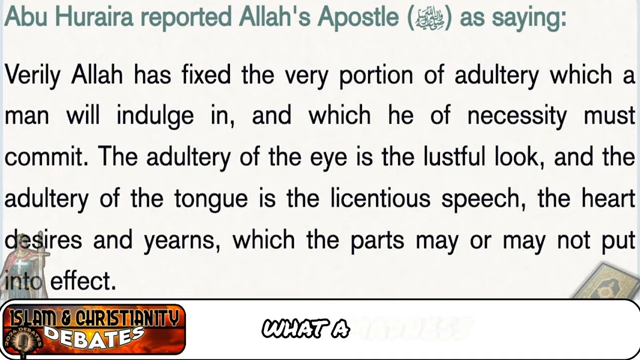 Abu Huraira reported Allah's Apostle (ﷺ) as saying:
Verily Allah has fixed the very portion of adultery which a
man will indulge in, and which he of necessity must
commit. The adultery of the eye is the lustful look, and the
adultery of the tongue is the licentious speech, the heart
desires and yearns, which the parts may or may not put
into effect.
ISLAM & CHRISTIANITY
DEBATES
WHAT A